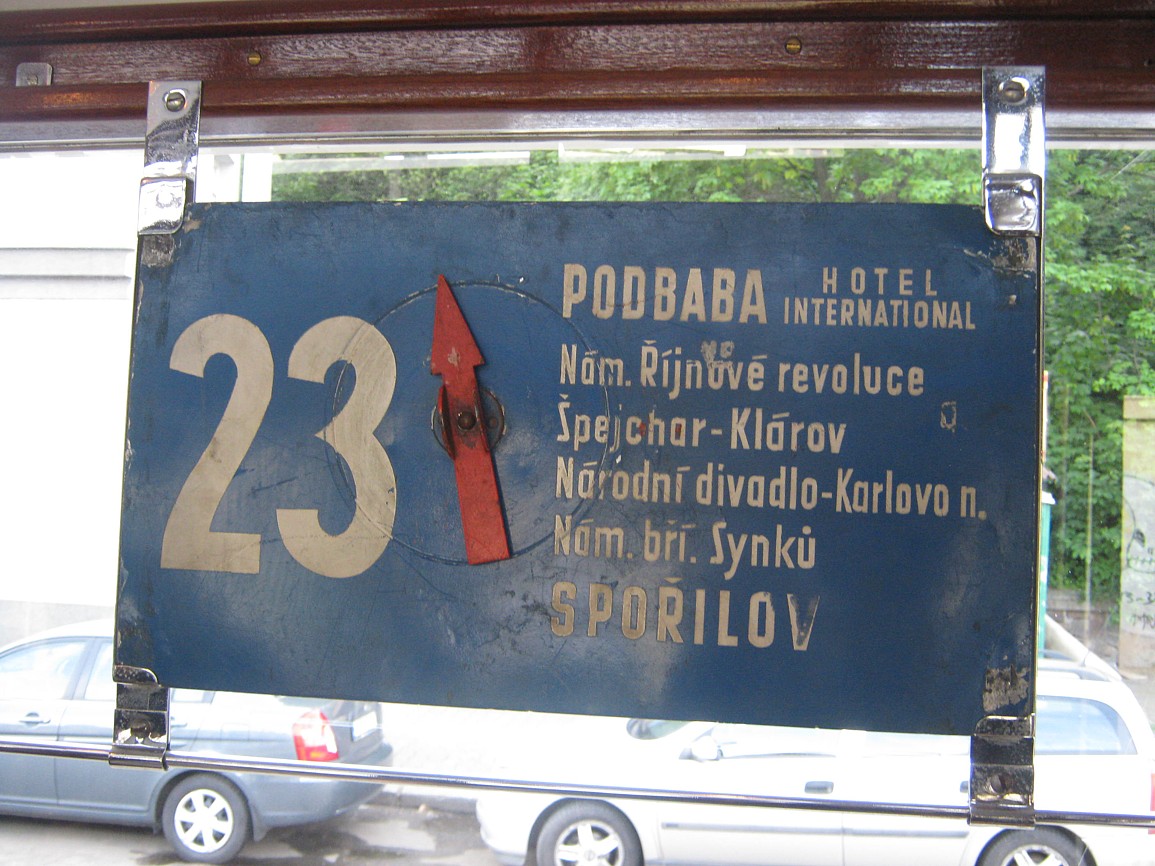 23
PODBABA HOTEL
INTERNATIONAL
Nám. Říjnové revoluce
Špejchar-Klárov
Národní divadlo-Karlovo n.
Nám. bří. Synků
SPOŘILOV